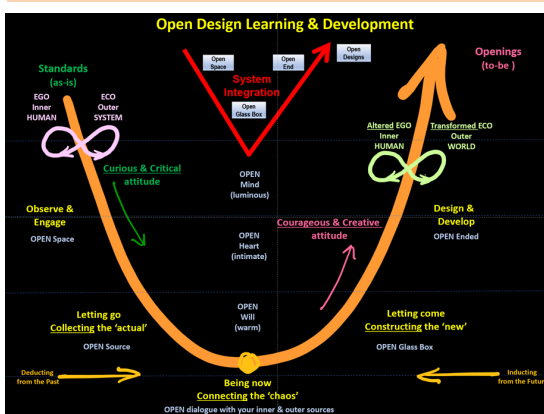 Open Design Learning & Development
Standards
(as-is)
EGO
Inner
HUMAN
ECO
Outer
SYSTEM
Open
Space
Open
End
Open
Designs
System
Integration
Open
Glass Box
Openings
(to-be )
Altered EGO
Inner
HUMAN
Transformed ECO
Outer
WORLD
Curious & Critical
attitude
OPEN
Mind
(luminous)
Observe &
Engage
OPEN Space
OPEN
Heart
(intimate)
Courageous & Creative
attitude
Design &
Develop
OPEN Ended
Letting go
Collecting the ‘actual’
OPEN Source
OPEN
Will
(warm)
Letting come
Constructing the ‘new’
OPEN Glass Box
Deducting
from the Past
Being now
Connecting the ‘chaos’
OPEN dialogue with your inner & outer sources
Inducting
from the Futur